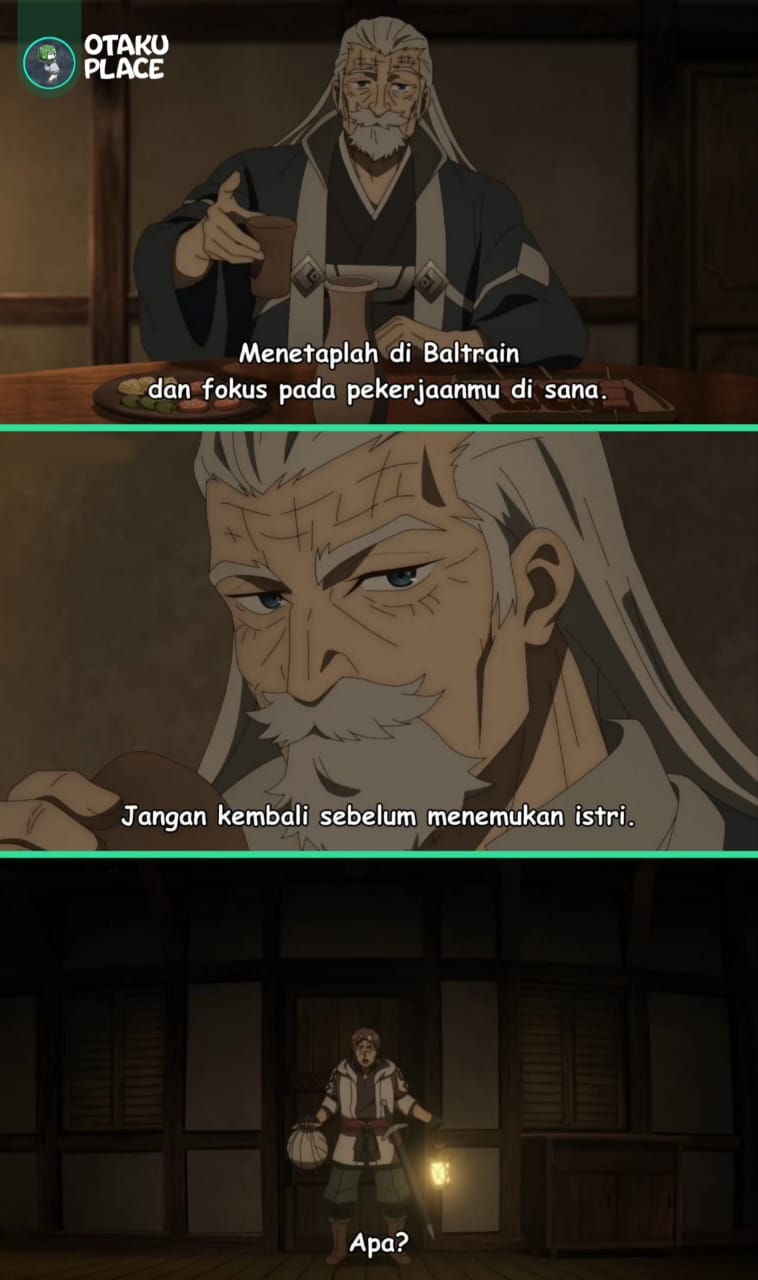 OTAKU
PLACE
Menetaplah di Baltrain
dan fokus pada pekerjaanmu di sana.
Jangan kembali sebelum menemukan istri.
Apa?